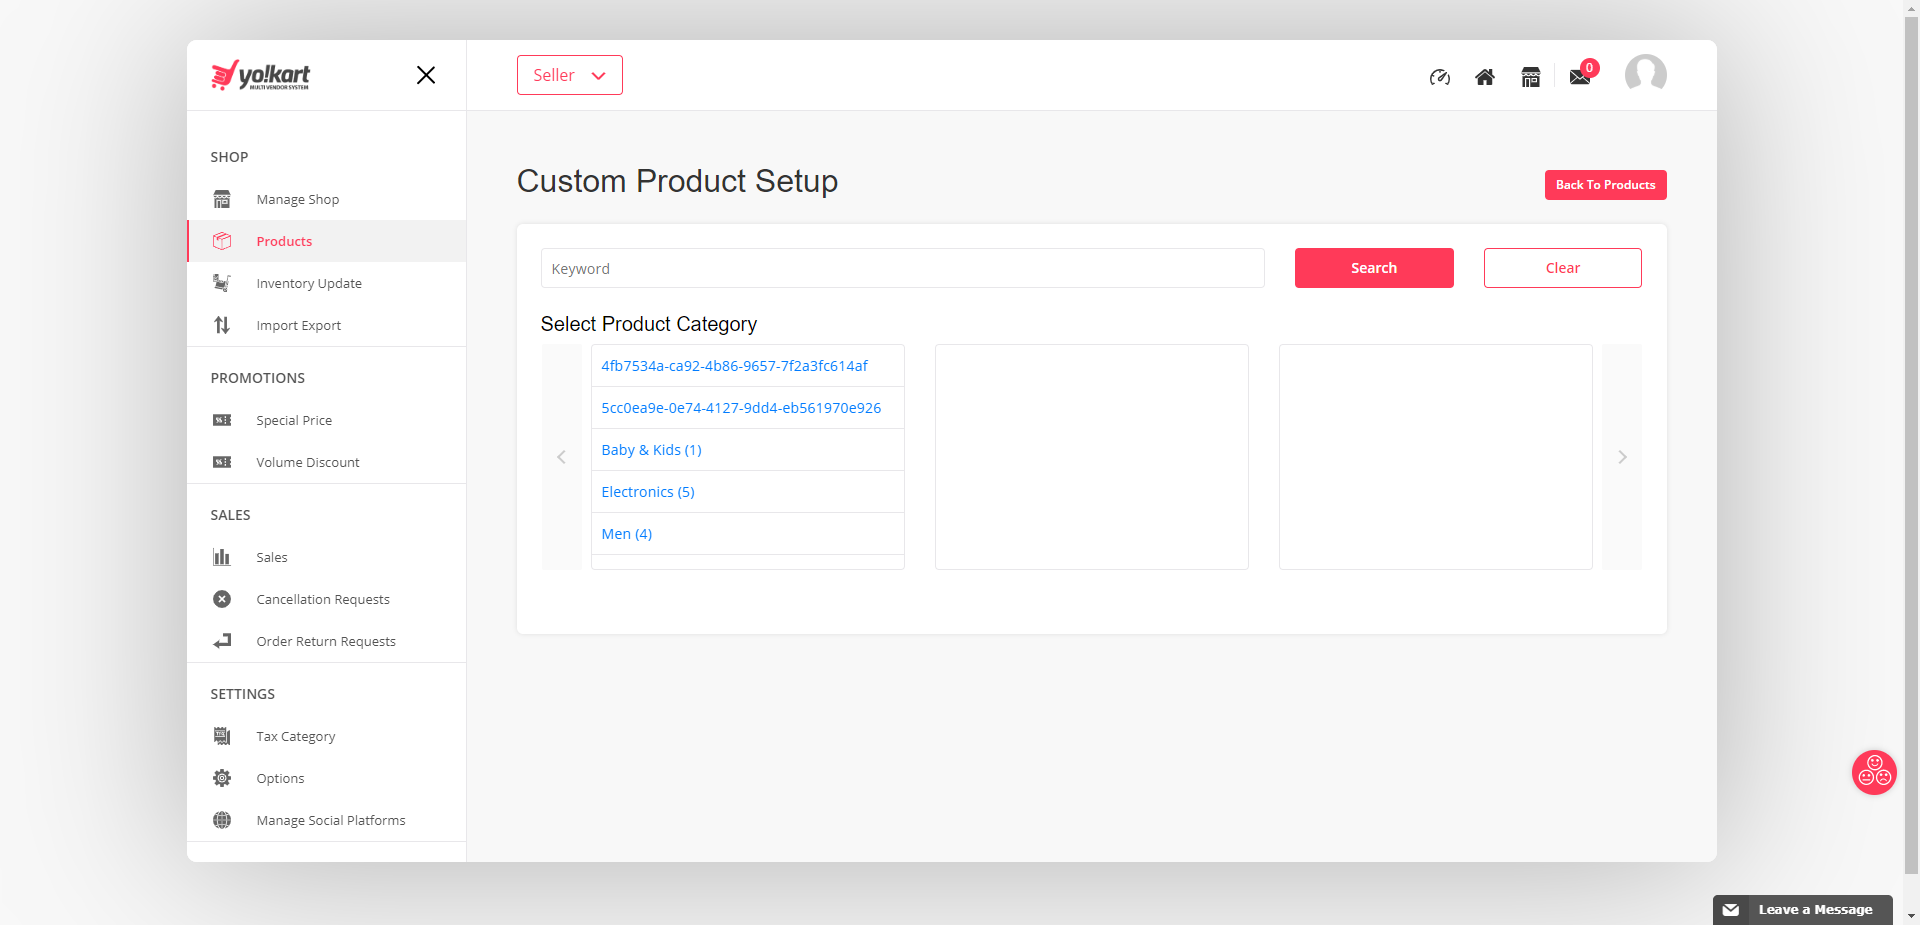 yo!kart
MULTI VENDOR SYSTEM
Seller
0
SHOP
Manage Shop
Products
Inventory Update
Import Export
PROMOTIONS
Special Price
Volume Discount
SALES
Sales
Cancellation Requests
Order Return Requests
SETTINGS
Tax Category
Options
Manage Social Platforms
Custom Product Setup
Back To Products
Keyword
Search
Clear
Select Product Category
4fb7534a-ca92-4b86-9657-7f2a3fc614af
5cc0ea9e-0e74-4127-9dd4-eb561970e926
Baby & Kids (1)
Electronics (5)
Men (4)
Leave a Message